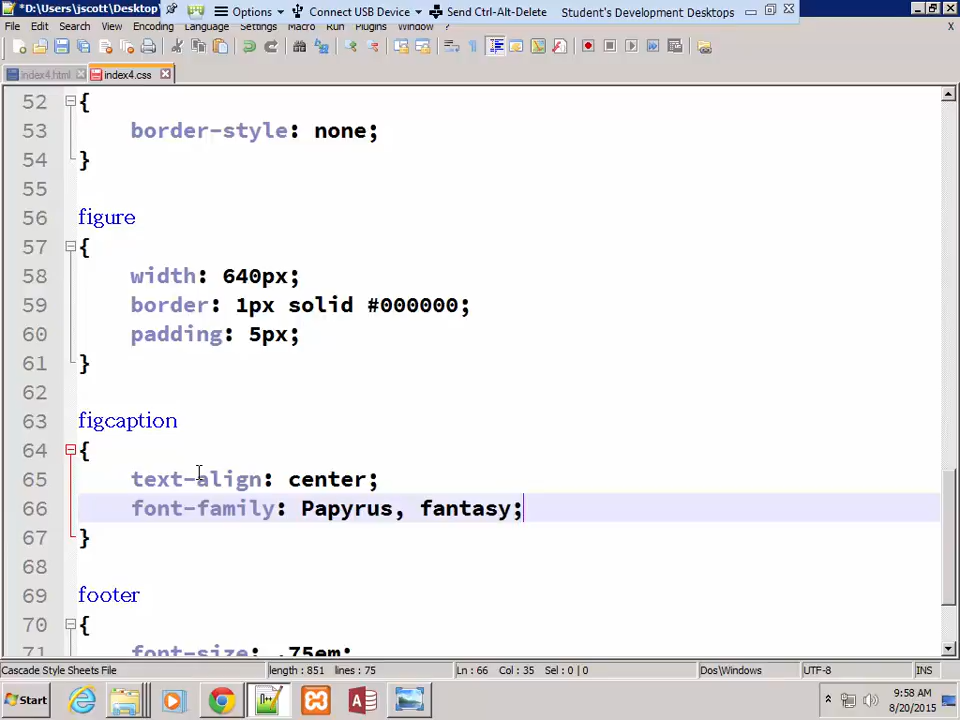 *D:\Users\jscott\Desktop\
Options
Connect USB Device
Send Ctrl-Alt-Delete
Student's Development Desktops
File Edit Search View Encoding Language Settings Macro Run Plugins Window ? X
index4.html
index4.css
52 {
53 border-style: none;
54 }
55
56 figure
57 {
58 width: 640px;
59 border: 1px solid #000000;
60 padding: 5px;
61 }
62
63 figcaption
64 {
65 text-align: center;
66 font-family: Papyrus, fantasy;
67 }
68
69 footer
70 {
71 font-size: .75em;
Cascade Style Sheets File
length : 851 lines : 75
Ln : 66 Col : 35 Sel : 0 | 0
Dos\Windows
UTF-8
INS
Start
9:58 AM
8/20/2015